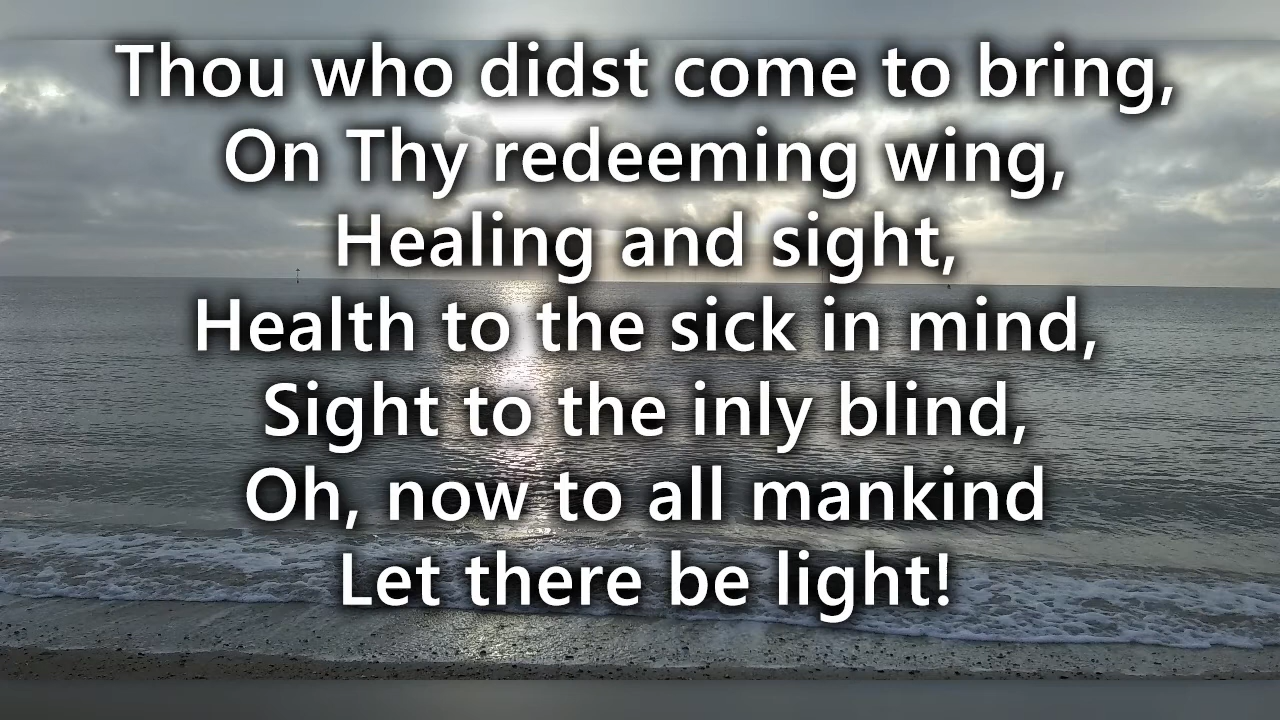 Thou who didst come to bring,
On Thy redeeming wing,
Healing and sight,
Health to the sick in mind,
Sight to the inly blind,
Oh, now to all mankind
Let there be light!